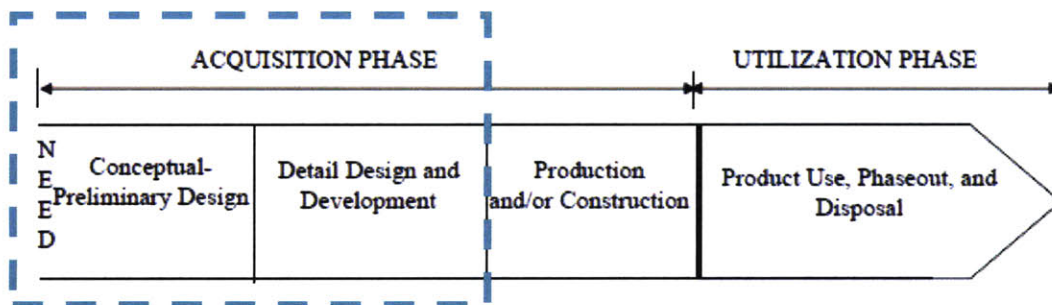 ACQUISITION PHASE
UTILIZATION PHASE
NEED
Conceptual-
Preliminary Design
Detail Design and
Development
Production
and/or Construction
Product Use, Phaseout, and
Disposal